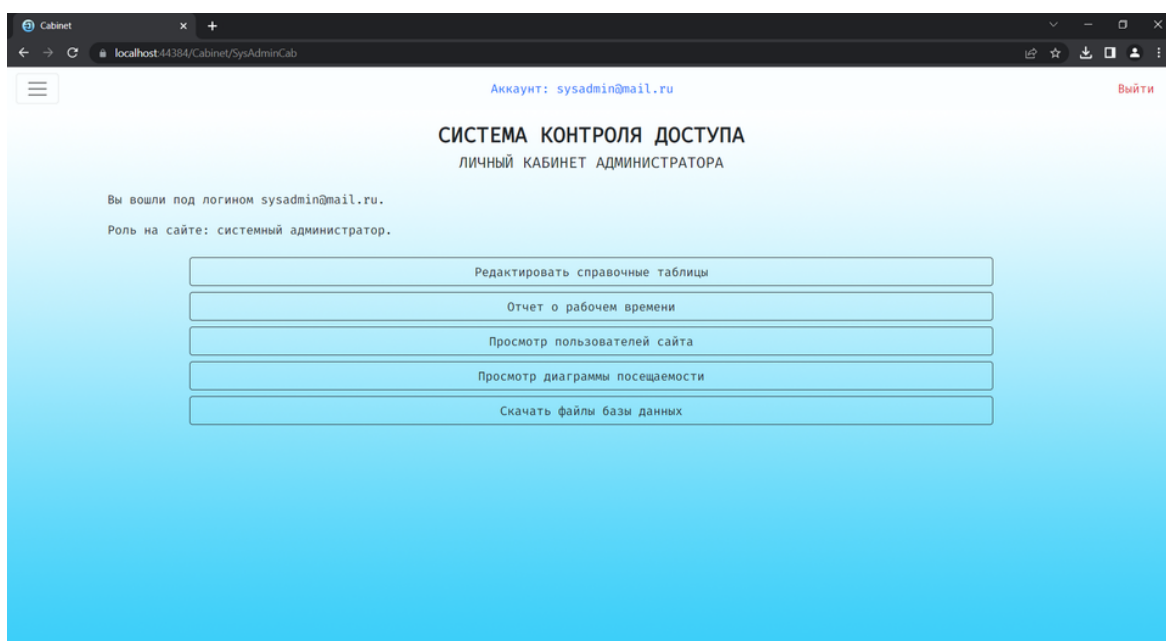 Cabinet
localhost:44384/Cabinet/SysAdminCab
Аккаунт: sysadmin@mail.ru
Выйти
СИСТЕМА КОНТРОЛЯ ДОСТУПА
ЛИЧНЫЙ КАБИНЕТ АДМИНИСТРАТОРА
Вы вошли под логином sysadmin@mail.ru.
Роль на сайте: системный администратор.
Редактировать справочные таблицы
Отчет о рабочем времени
Просмотр пользователей сайта
Просмотр диаграммы посещаемости
Скачать файлы базы данных